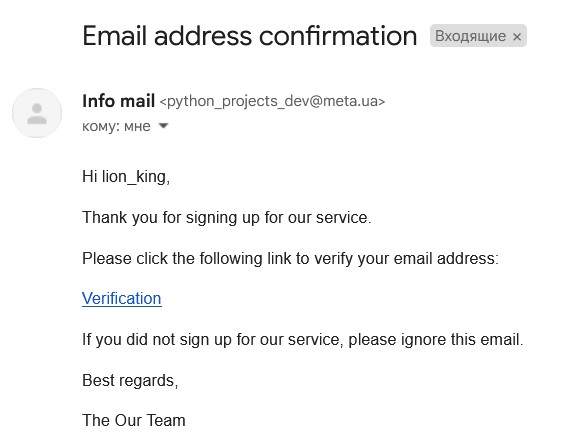 Email address confirmation Входящие ×
Info mail <python_projects_dev@meta.ua>
кому: мне
Hi lion_king,
Thank you for signing up for our service.
Please click the following link to verify your email address:
Verification
If you did not sign up for our service, please ignore this email.
Best regards,
The Our Team